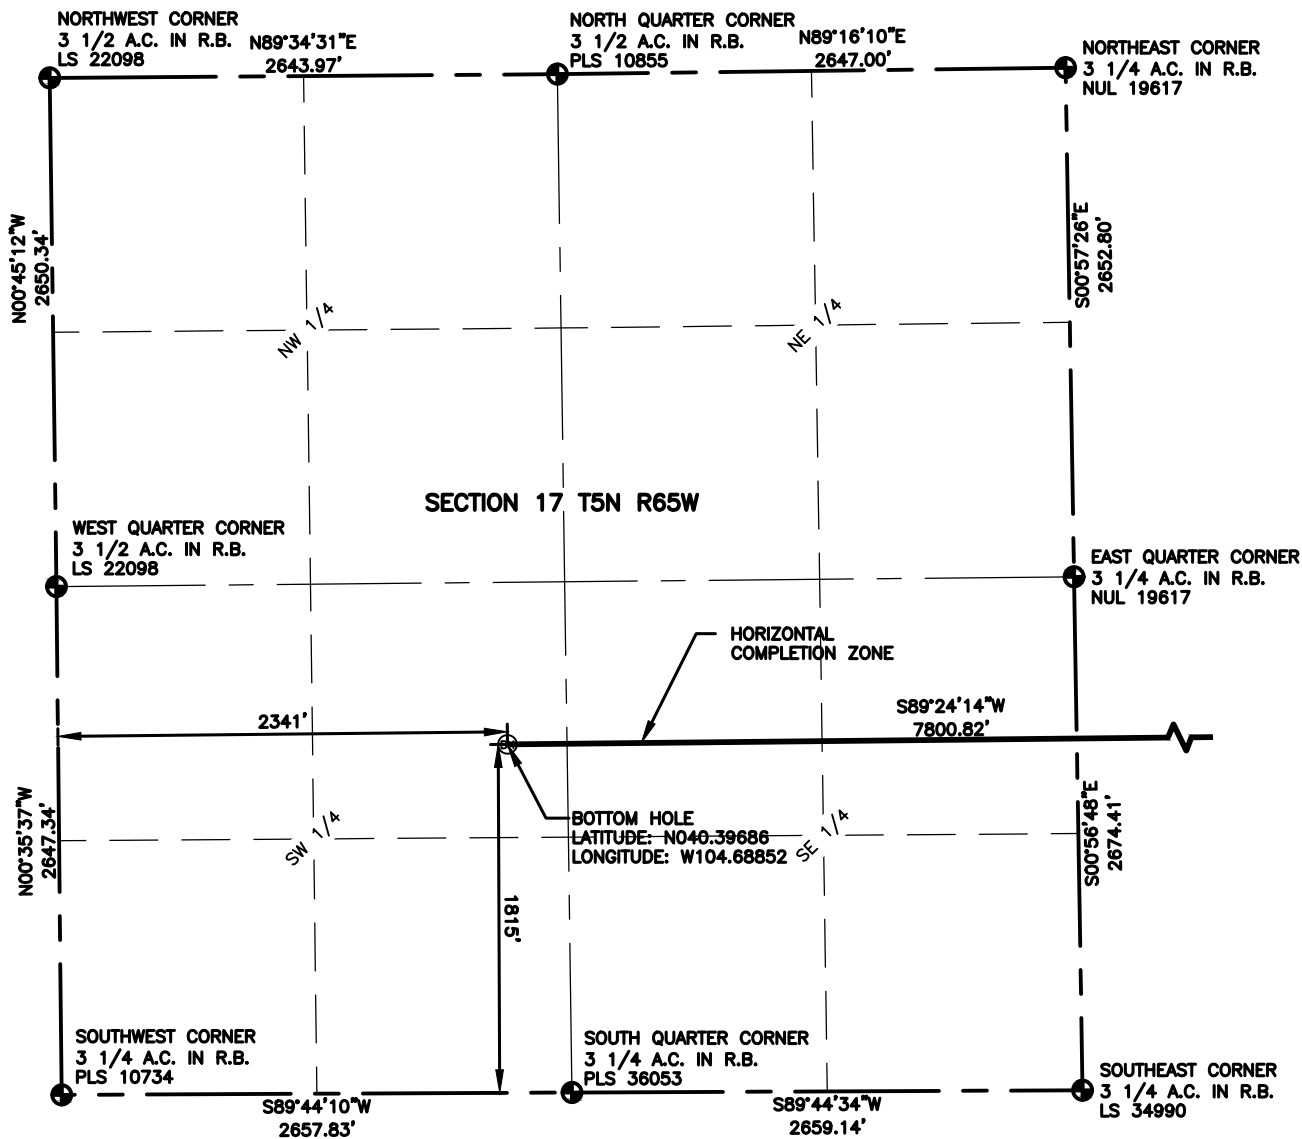 NORTHWEST CORNER
3 1/2 A.C. IN R.B.
LS 22098
N89°34'31"E
2643.97'
NORTH QUARTER CORNER
3 1/2 A.C. IN R.B.
PLS 10855
N89°16'10"E
2647.00'
NORTHEAST CORNER
3 1/4 A.C. IN R.B.
NUL 19617
N00°45'12"W
2650.34'
S00°57'26"E
2652.80'
NW 1/4
NE 1/4
SECTION 17 T5N R65W
WEST QUARTER CORNER
3 1/2 A.C. IN R.B.
LS 22098
EAST QUARTER CORNER
3 1/4 A.C. IN R.B.
NUL 19617
HORIZONTAL
COMPLETION ZONE
2341'
S89°24'14"W
7800.82'
N00°35'37"W
2647.34'
SW 1/4
BOTTOM HOLE
LATITUDE: N040.39686
LONGITUDE: W104.68852
SE 1/4
S00°56'48"E
2674.41'
1815'
SOUTHWEST CORNER
3 1/4 A.C. IN R.B.
PLS 10734
SOUTH QUARTER CORNER
3 1/4 A.C. IN R.B.
PLS 36053
SOUTHEAST CORNER
3 1/4 A.C. IN R.B.
LS 34990
S89°44'10"W
2657.83'
S89°44'34"W
2659.14'